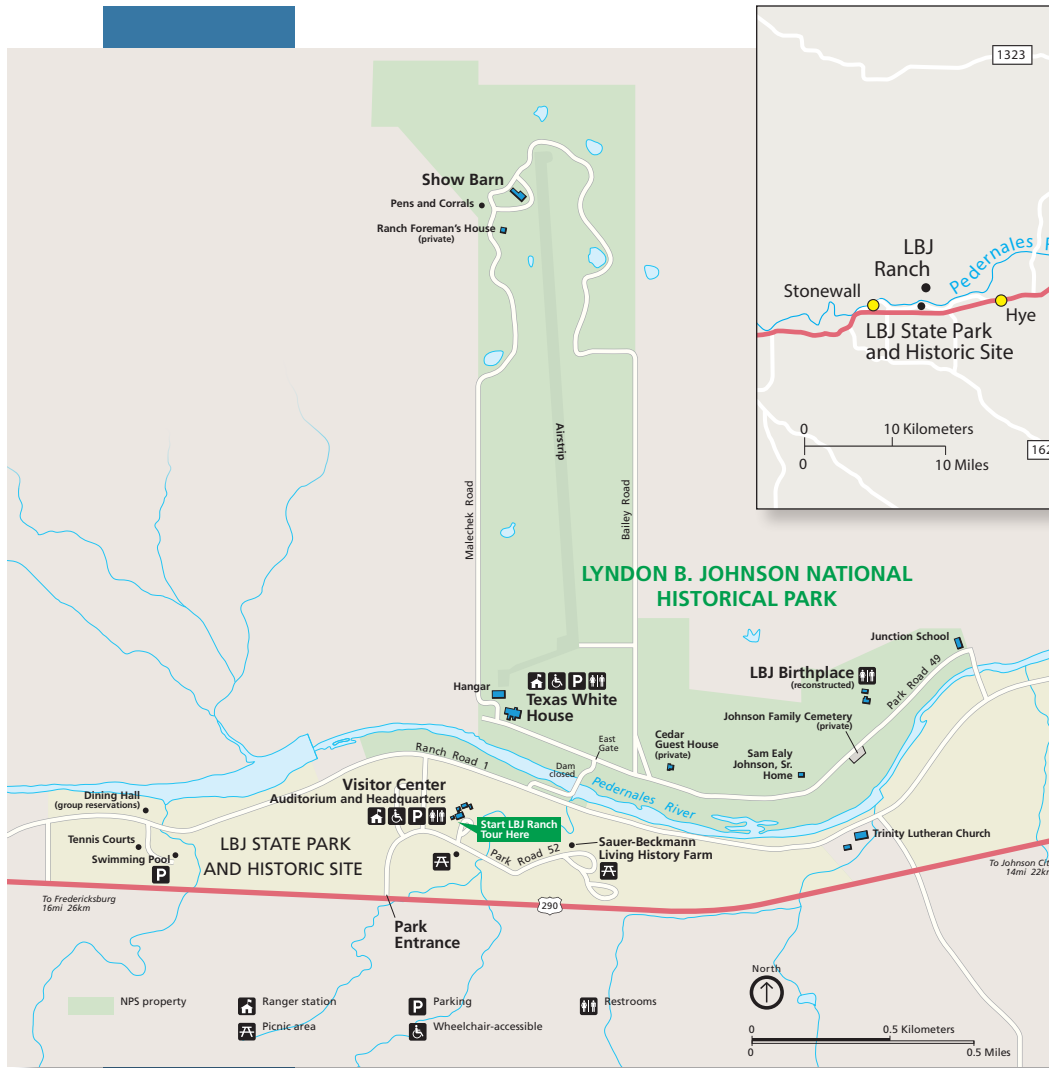 1323
LBJ
Ranch
Pedernales
Stonewall
Hye
LBJ State Park
and Historic Site
0 10 Kilometers
0 10 Miles
Show Barn
Pens and Corrals
Ranch Foreman's House
(private)
Airstrip
Malechek Road
Bailey Road
LYNDON B. JOHNSON NATIONAL
HISTORICAL PARK
Junction School
LBJ Birthplace
(reconstructed)
Park Road 49
Hangar
Texas White
House
Johnson Family Cemetery
(private)
East
Gate
Cedar
Guest House
(private)
Sam Ealy
Johnson, Sr.
Home
Ranch Road 1
Dam
closed
Pedernales River
Visitor Center
Auditorium and Headquarters
Start LBJ Ranch
Tour Here
Dining Hall
(group reservations)
Tennis Courts
Swimming Pool
P
LBJ STATE PARK
AND HISTORIC SITE
Park Road 52
Sauer-Beckmann
Living History Farm
Trinity Lutheran Church
To Johnson
14mi
To Fredericksburg
16mi 26km
290
Park
Entrance
North
NPS property
Ranger station
P Parking
Restrooms
Picnic area
Wheelchair-accessible
0 0.5 Kilometers
0 0.5 Miles